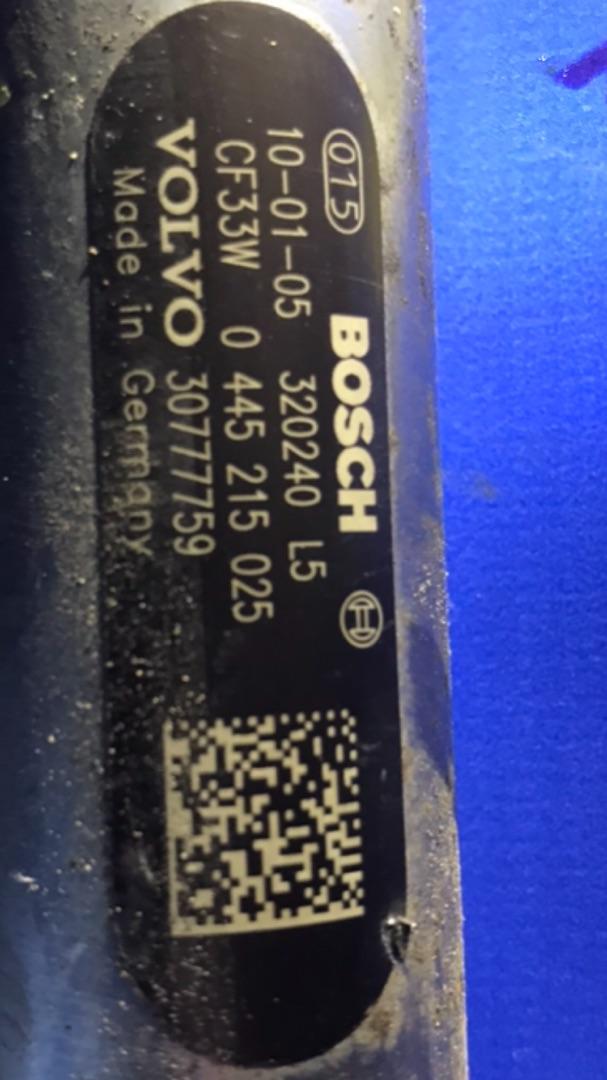 015 BOSCH
10-01-05 320240 L5
CF33W 0 445 215 025
VOLVO 30777759
Made in Germany